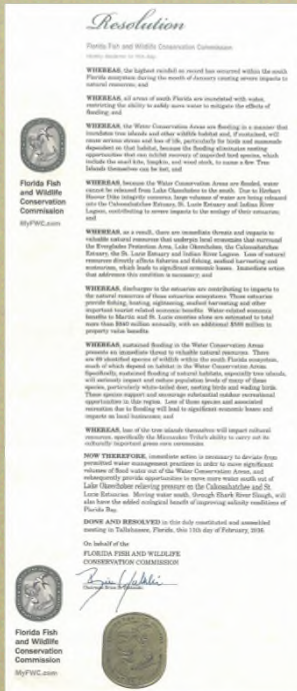 Resolution
Florida Fish and Wildlife Conservation Commission
WHEREAS, the highest rainfall on record has occurred within the south
Florida ecosystem during the month of January causing severe impacts to
natural resources; and
WHEREAS, all areas of south Florida are inundated with water,
restricting the ability to safely move water to mitigate the effects of
flooding; and
WHEREAS, the Water Conservation Areas are flooding in a manner that
inundates tree islands and other wildlife habitat and, if sustained, will
cause serious stress and loss of life, particularly for birds and mammals
dependent on that habitat, because the flooding eliminates nesting
opportunities that can inhibit recovery of imperiled bird species, which
include the snail kite, limpkin, and wood stork, to name a few. Tree
Islands themselves can be lost, and
WHEREAS, because the Water Conservation Areas are flooded, water
cannot be released from Lake Okeechobee to the south. Due to Herbert
Hoover Dike integrity concerns, large volumes of water are being released
into the Caloosahatchee Estuary, St. Lucie Estuary and Indian River
Lagoon, contributing to severe impacts to the ecology of their estuaries;
and
WHEREAS, as a result, there are immediate threats and impacts to
valuable natural resources that underpin local economies that surround
the Everglades Protection Area, Lake Okeechobee, the Caloosahatchee
Estuary, the St. Lucie Estuary and Indian River Lagoon. Loss of natural
resources directly affects fisheries and fishing, seafood harvesting and
ecotourism, which leads to significant economic losses. Immediate action
that addresses this condition is necessary; and
WHEREAS, discharges to the estuaries are contributing to impacts to
the natural resources of these estuaries ecosystems. These estuaries
provide fishing, boating, sightseeing, seafood harvesting and other
important tourist related economic benefits. Water-related economic
benefits to Martin and St. Lucie counties alone are estimated to total
more than $840 million annually, with an additional $588 million in
property value benefits.
WHEREAS, sustained flooding in the Water Conservation Areas
presents an immediate threat to valuable natural resources. There
are identified species of wildlife within the south Florida ecosystem,
much of which depend on habitat in the Water Conservation Areas.
Specifically, sustained flooding of natural habitats, especially tree islands,
will seriously impact and reduce population levels of many of these
species, particularly white-tailed deer, nesting birds and wading birds.
These species support and encourage substantial outdoor recreational
opportunities in this region. Loss of these species and associated
recreation due to flooding will lead to significant economic losses and
impacts on local businesses; and
WHEREAS, loss of the tree islands themselves will impact cultural
resources, specifically the Miccosukee Tribe's ability to carry out its
culturally important green corn ceremonies.
NOW THEREFORE, immediate action is necessary to deviate from
permitted water management practices in order to move significant
volumes of flood water out of the Water Conservation Areas, and
subsequently provide opportunities to move more water south out of
Lake Okeechobee relieving pressure on the Caloosahatchee and St.
Lucie Estuaries. Moving water south, through Shark River Slough, will
also have the added ecological benefit of improving salinity conditions of
Florida Bay.
DONE AND RESOLVED in this duly constituted and assembled
meeting in Tallahassee, Florida, this 11th day of February, 2016.
On behalf of the
FLORIDA FISH AND WILDLIFE
CONSERVATION COMMISSION
Chairman Brian
Florida Fish
and Wildlife
Conservation
Commission
MyFWC.com
Florida Fish
and Wildlife
Conservation
Commission
MyFWC.com